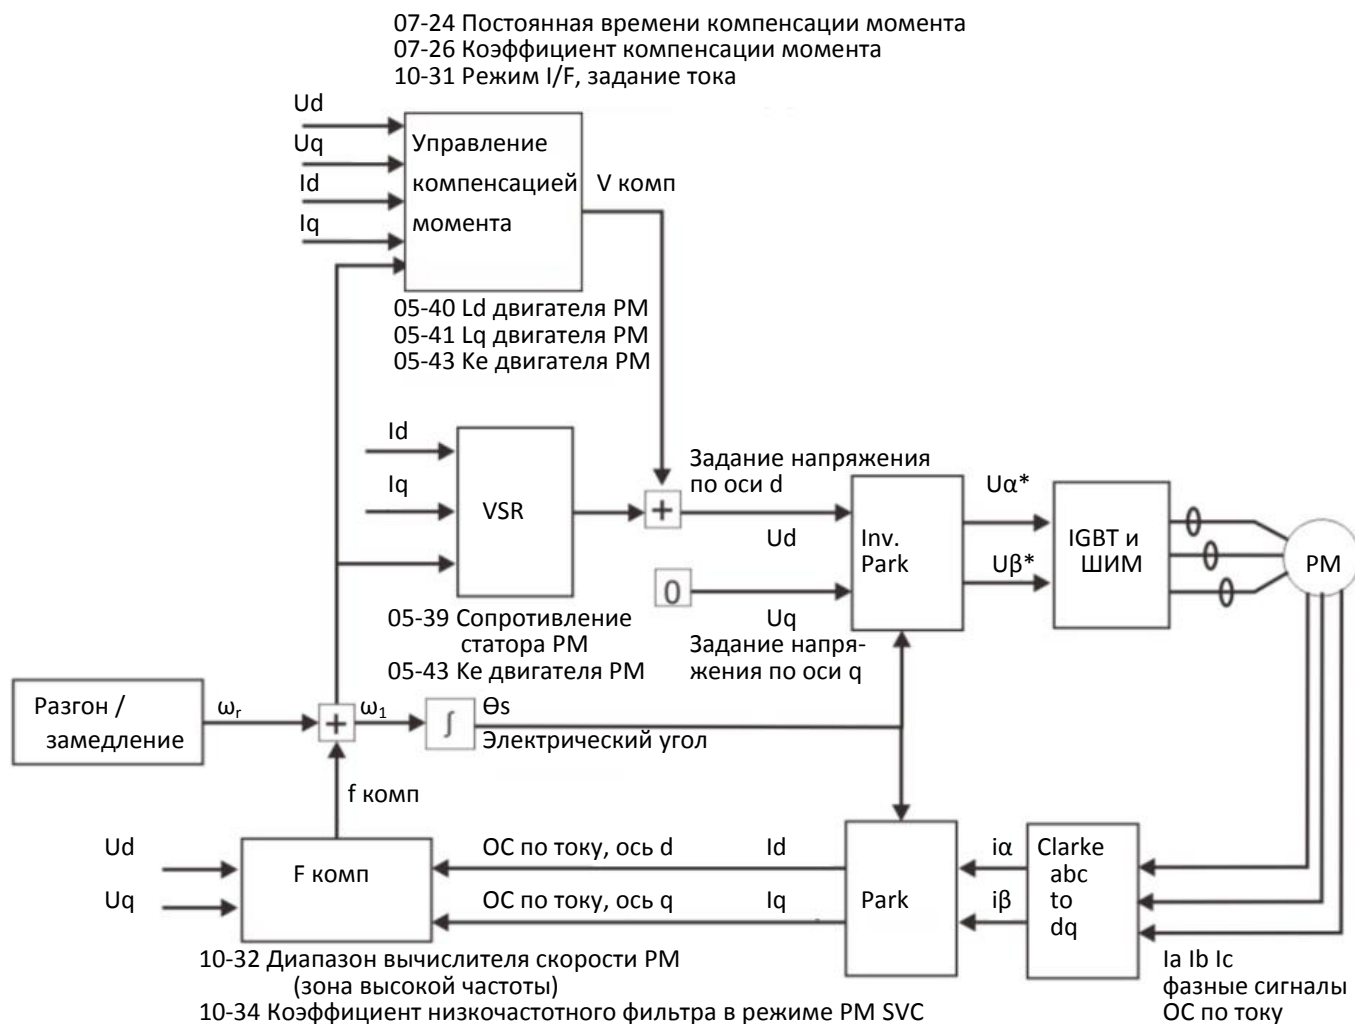 07-24 Постоянная времени компенсации момента
07-26 Коэффициент компенсации момента
10-31 Режим I/F, задание тока
Ud
Uq
Id
Iq
Управление
компенсацией
момента
V комп
05-40 Ld двигателя PM
05-41 Lq двигателя PM
05-43 Ke двигателя PM
Id
Iq
VSR
+
Задание напряжения
по оси d
Ud
0
Uq
Задание напря-
жения по оси q
Inv.
Park
Uα*
Uβ*
IGBT и
ШИМ
PM
05-39 Сопротивление
статора PM
05-43 Ke двигателя PM
Разгон /
замедление
ωr
+
ω1
∫
Θs
Электрический угол
f комп
Ud
Uq
F комп
ОС по току, ось d
Id
ОС по току, ось q
Iq
Park
iα
iβ
Clarke
abc
to
dq
Ia Ib Ic
фазные сигналы
ОС по току
10-32 Диапазон вычислителя скорости PM
(зона высокой частоты)
10-34 Коэффициент низкочастотного фильтра в режиме PM SVC